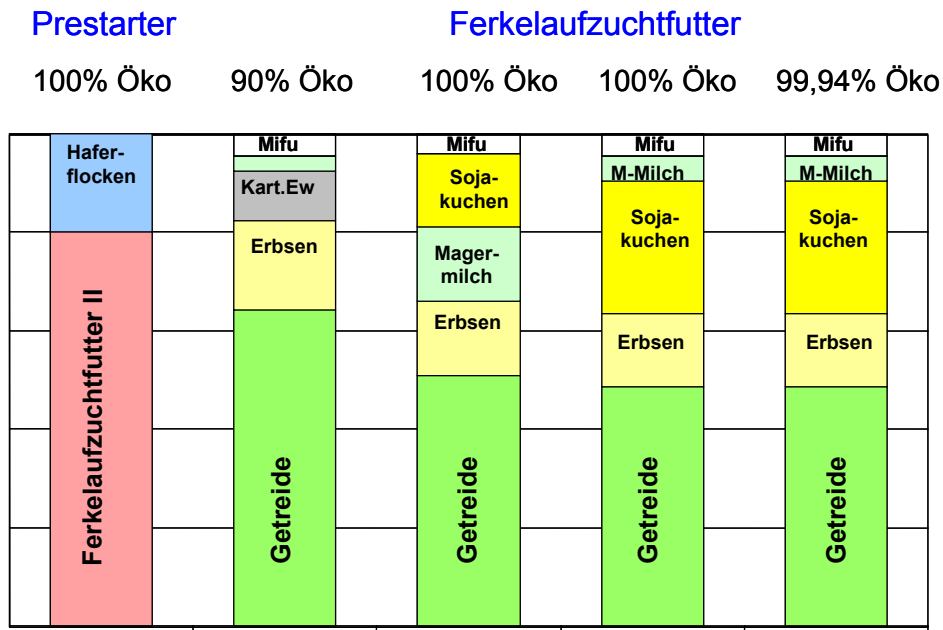 Prestarter
Ferkelaufzuchtfutter
100% Öko
90% Öko
100% Öko
100% Öko
99,94% Öko
Hafer-
flocken
Ferkelaufzuchtfutter II
Mifu
Kart.Ew
Erbsen
Getreide
Mifu
Soja-
kuchen
Mager-
milch
Erbsen
Getreide
Mifu
M-Milch
Soja-
kuchen
Erbsen
Getreide
Mifu
M-Milch
Soja-
kuchen
Erbsen
Getreide